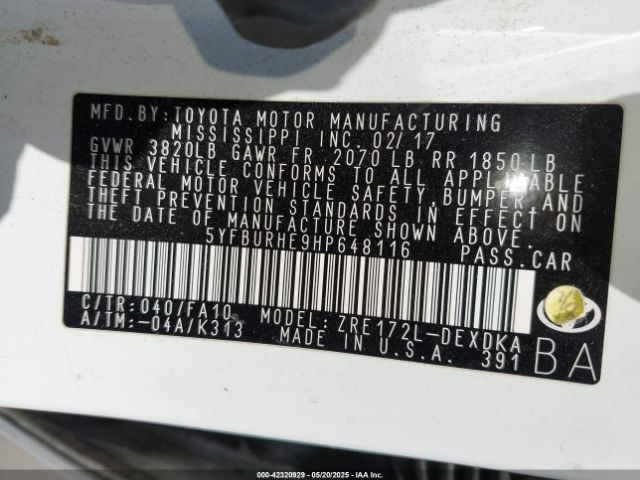 MFD.BY:TOYOTA MOTOR MANUFACTURING
MISSISSIPPI INC. 02/17
GVWR 3820LB GAWR FR 2070LB RR 1850LB
THIS VEHICLE CONFORMS TO ALL APPLICABLE
FEDERAL MOTOR VEHICLE SAFETY,BUMPER,AND
THEFT PREVENTION STANDARDS IN EFFECT ON
THE DATE OF MANUFACTURE SHOWN ABOVE.
5YFBURHE9HP648116 PASS.CAR
C/TR:040/FA10 MODEL: ZRE172L-DEXDKA
A/TM:-04A/K313 MADE IN U.S.A. 391
BA
000-42320929 - 05/20/2025 - IAA Inc.